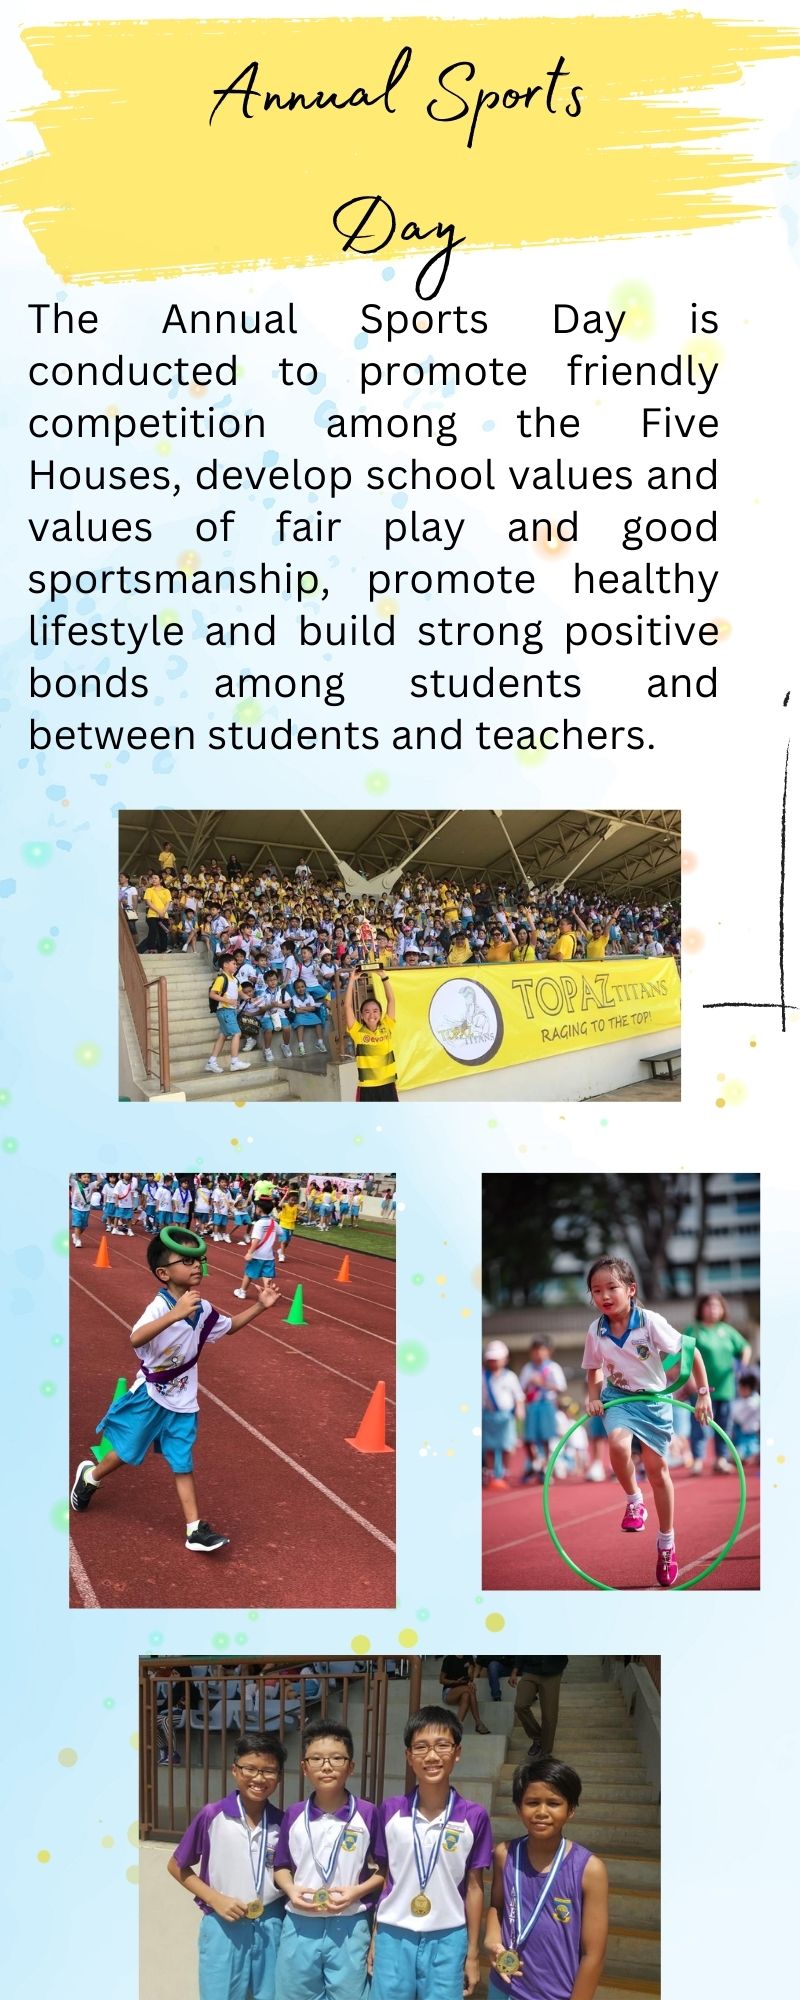 Annual Sports
Day
The Annual Sports Day is
conducted to promote friendly
competition among the Five
Houses, develop school values and
values of fair play and good
sportsmanship, promote healthy
lifestyle and build strong positive
bonds among students and
between students and teachers.
TOPAZ TITANS
RAGING TO THE TOP!
TOPAZ
TITANS